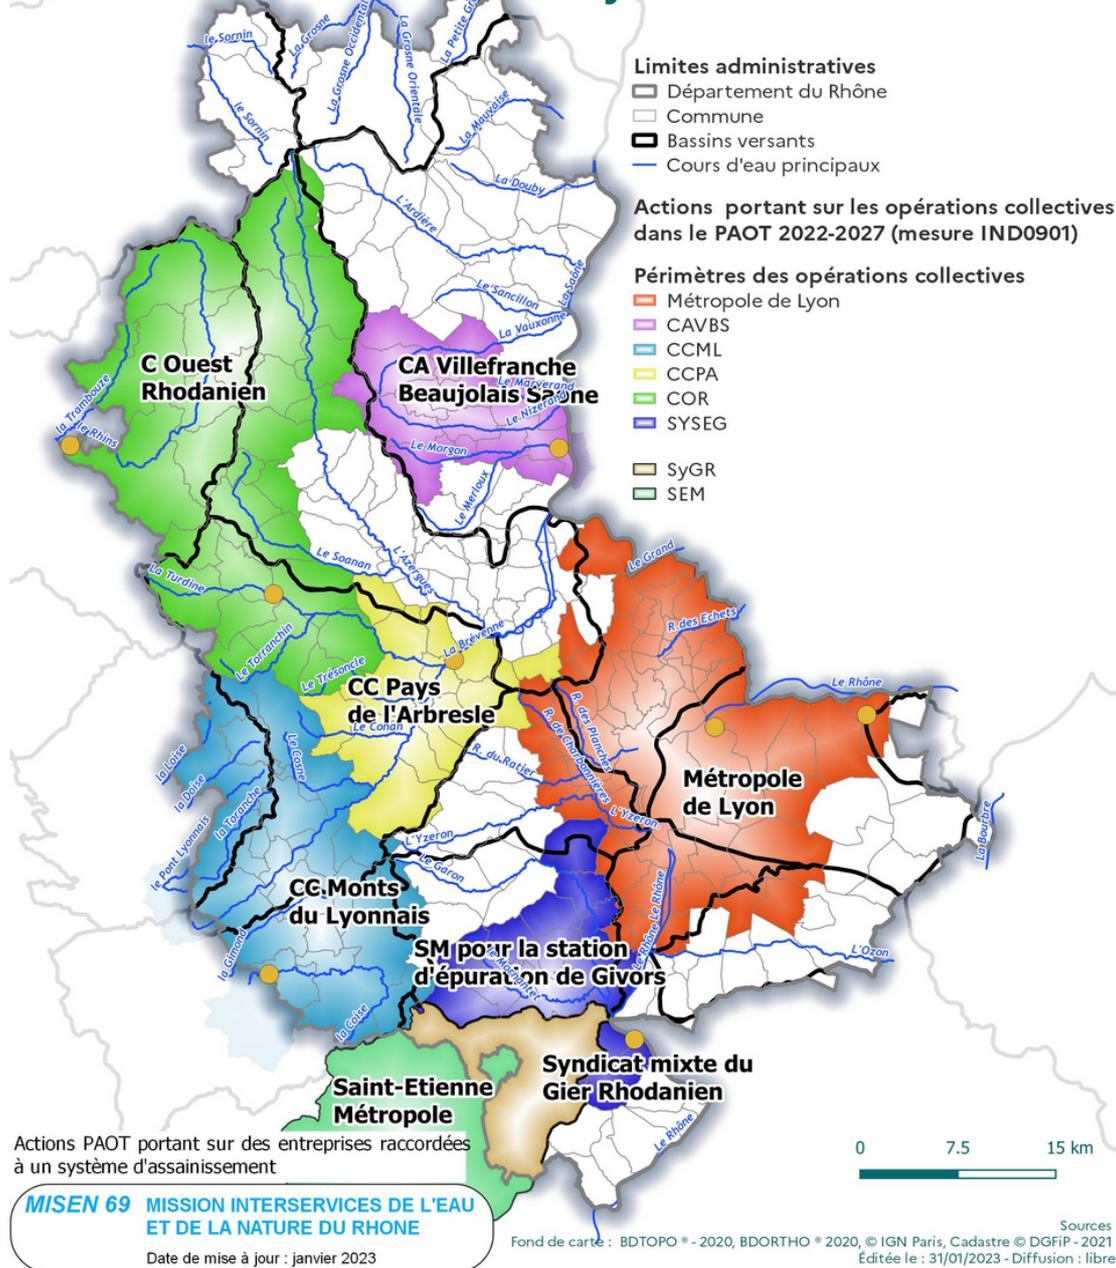 le Sornin
La Grosne
La Grosne Occidental
La Grosne Orientale
La Petite Gr
le Sornin
La Mauvaise
La Douby
L'Ardière
La Saône
Le Sancillon
La Vauxonne
Limites administratives
Département du Rhône
Commune
Bassins versants
Cours d'eau principaux
Actions portant sur les opérations collectives
dans le PAOT 2022-2027 (mesure IND0901)
Périmètres des opérations collectives
Métropole de Lyon
CAVBS
CCML
CCPA
COR
SYSEG
SyGR
SEM
C Ouest
Rhodanien
CA Villefranche
Beaujolais Saône
Le Marverand
Le Nizerand
la Trambouze
le Rhins
Le Morgon
Le Merloux
Le Soanan
L'Azergues
Le Grand
La Turdine
R.des Echets
La Brévenne
Le Torranchin
Le Trésoncle
CC Pays
de l'Arbresle
Le Conan
Le Rhône
R. des Planches
R. de Charbonnières
R. du Ratier
Le Cosne
la Loise
la Doise
la Toranche
le Pont Lyonnais
Métropole
de Lyon
L'Yzeron
L'Yzeron
Le Garon
La Bourbre
CC Monts
du Lyonnais
SM pour la station
d'épuration de Givors
le Mornantet
Le Rhône
Le Rhône
L'Ozon
la Gimond
la Coise
Syndicat mixte du
Gier Rhodanien
Saint-Etienne
Métropole
Le Rhône
0 7.5 15 km
Actions PAOT portant sur des entreprises raccordées
à un système d'assainissement
MISEN 69 MISSION INTERSERVICES DE L'EAU
ET DE LA NATURE DU RHONE
Date de mise à jour : janvier 2023
Sources
Fond de carte : BDTOPO ® - 2020, BDORTHO ® 2020, © IGN Paris, Cadastre © DGFiP - 2021
Éditée le : 31/01/2023 - Diffusion : libre